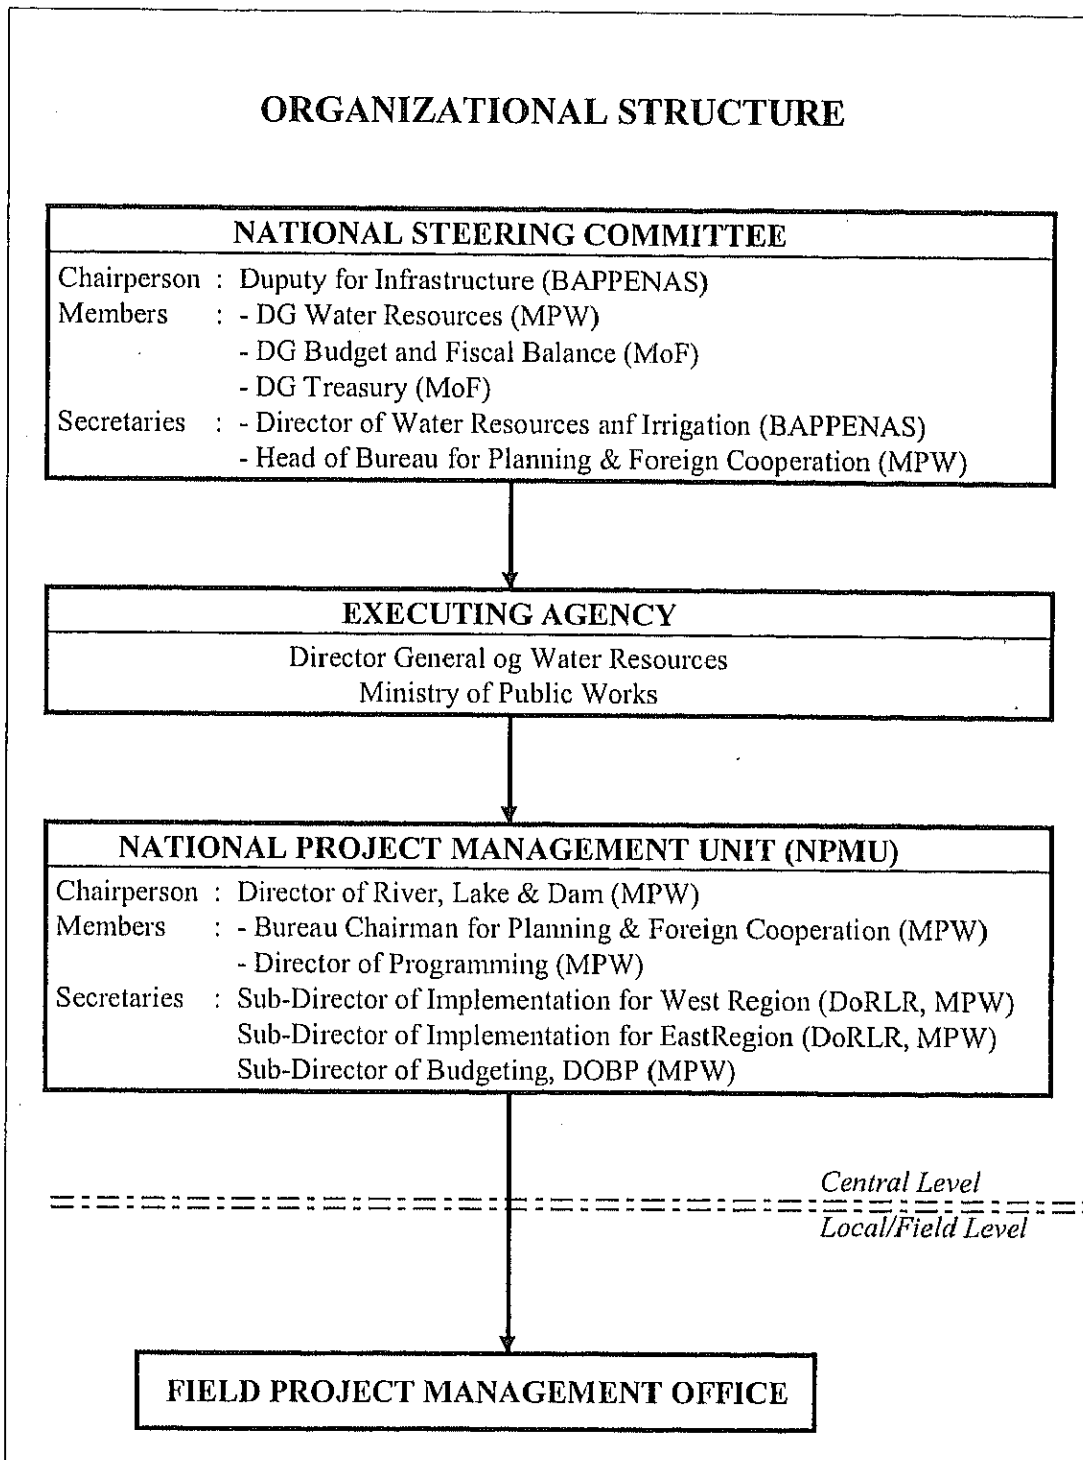 ORGANIZATIONAL STRUCTURE
NATIONAL STEERING COMMITTEE
Chairperson : Duputy for Infrastructure (BAPPENAS)
Members : - DG Water Resources (MPW)
- DG Budget and Fiscal Balance (MoF)
- DG Treasury (MoF)
Secretaries : - Director of Water Resources anf Irrigation (BAPPENAS)
- Head of Bureau for Planning & Foreign Cooperation (MPW)
EXECUTING AGENCY
Director General og Water Resources
Ministry of Public Works
NATIONAL PROJECT MANAGEMENT UNIT (NPMU)
Chairperson : Director of River, Lake & Dam (MPW)
Members : - Bureau Chairman for Planning & Foreign Cooperation (MPW)
- Director of Programming (MPW)
Secretaries : Sub-Director of Implementation for West Region (DoRLR, MPW)
Sub-Director of Implementation for EastRegion (DoRLR, MPW)
Sub-Director of Budgeting, DOBP (MPW)
Central Level
Local/Field Level
FIELD PROJECT MANAGEMENT OFFICE